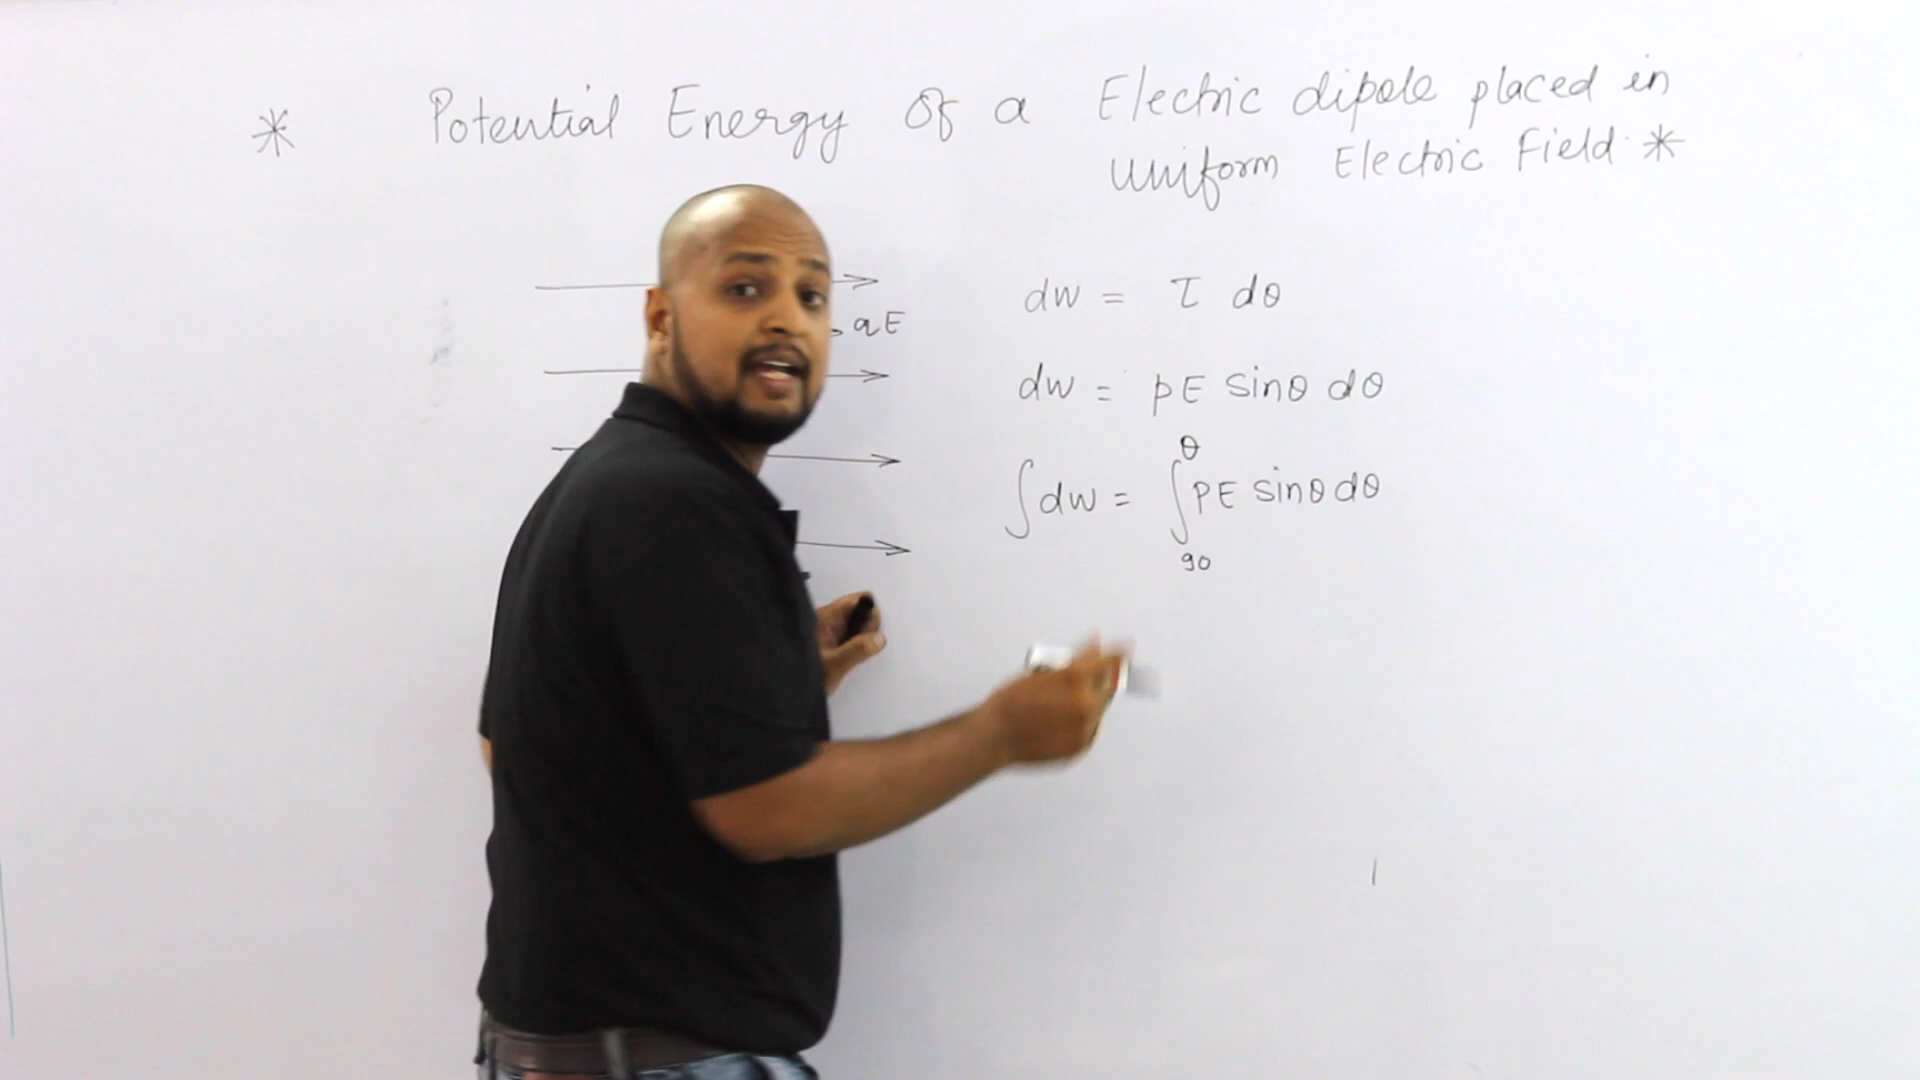 * Potential Energy Of a Electric dipole placed in
uniform Electric Field *
qE
dw = τ dθ
dw = pE sinθ dθ
θ
∫dw = ∫PE sinθ dθ
90